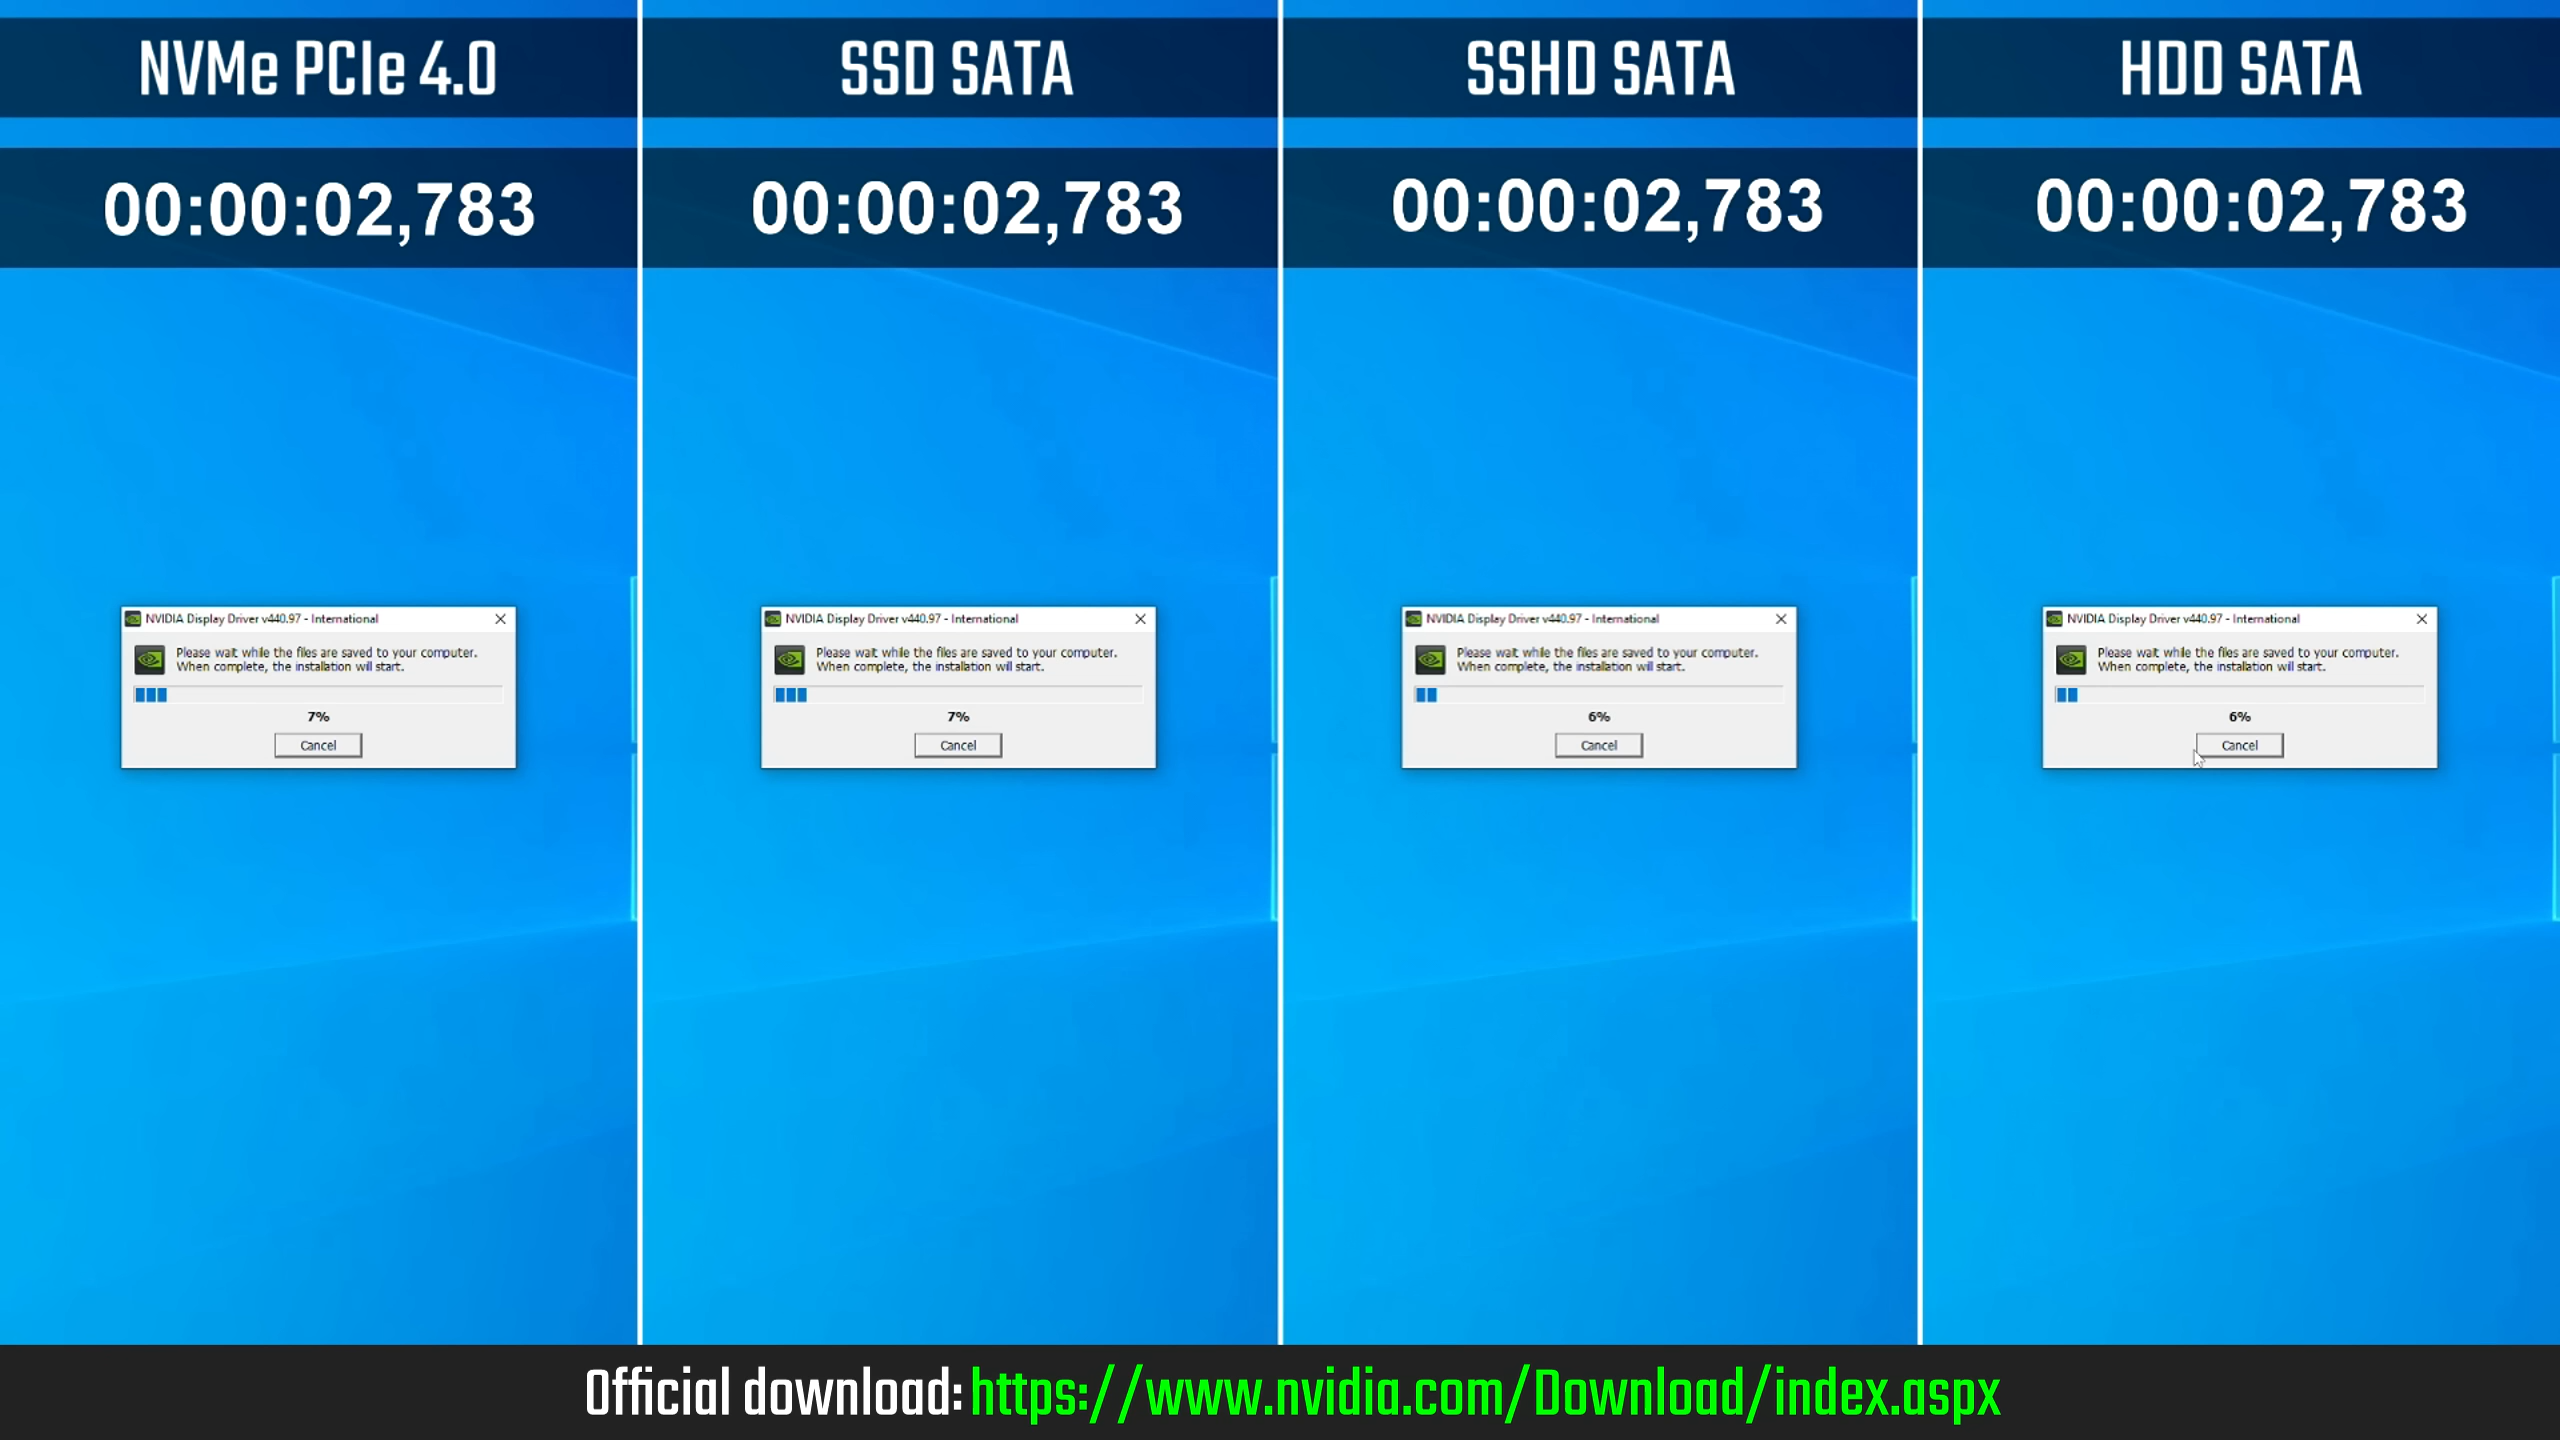 NVMe PCIe 4.0
00:00:02,783
NVIDIA Display Driver v440.97 - International
Please wait while the files are saved to your computer.
When complete, the installation will start.
7%
Cancel
SSD SATA
00:00:02,783
NVIDIA Display Driver v440.97 - International
Please wait while the files are saved to your computer.
When complete, the installation will start.
7%
Cancel
SSHD SATA
00:00:02,783
NVIDIA Display Driver v440.97 - International
Please wait while the files are saved to your computer.
When complete, the installation will start.
6%
Cancel
HDD SATA
00:00:02,783
NVIDIA Display Driver v440.97 - International
Please wait while the files are saved to your computer.
When complete, the installation will start.
6%
Cancel
Official download: https://www.nvidia.com/Download/index.aspx